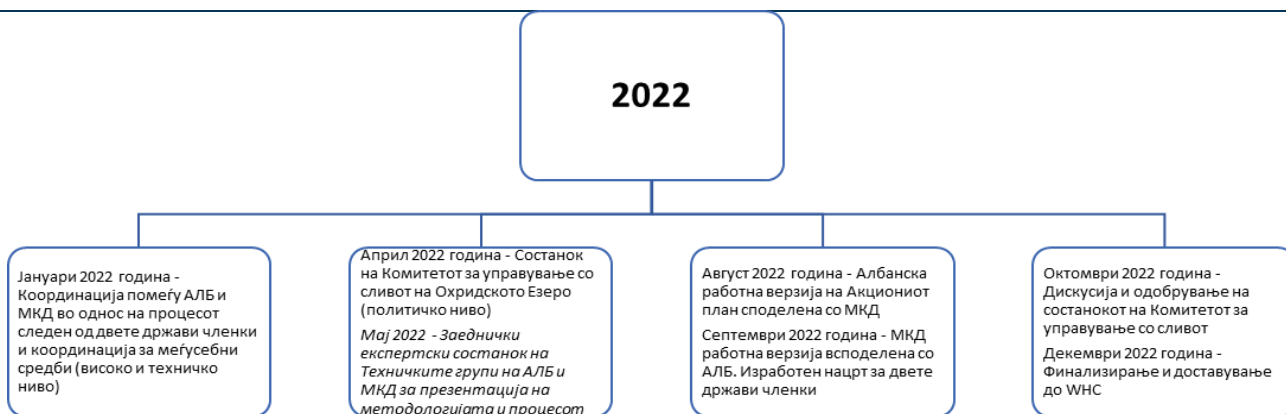 2022
Јануари 2022 година -
Координација помеѓу АЛБ и
МКД во однос на процесот
следен од двете држави членки
и координација за меѓусебни
средби (високо и техничко
ниво)
Април 2022 година - Состанок
на Комитетот за управување со
сливот на Охридското Езеро
(политичко ниво)
Мај 2022 - Заеднички
експертски состанок на
Техничките групи на АЛБ и
МКД за презентација на
методологијата и процесот
Август 2022 година - Албанска
работна верзија на Акциониот
план споделена со МКД
Септември 2022 година - МКД
работна верзија всподелена со
АЛБ. Изработен нацрт за двете
држави членки
Октомври 2022 година -
Дискусија и одобрување на
состанокот на Комитетот за
управување со сливот
Декември 2022 година -
Финализирање и доставување
до WHC